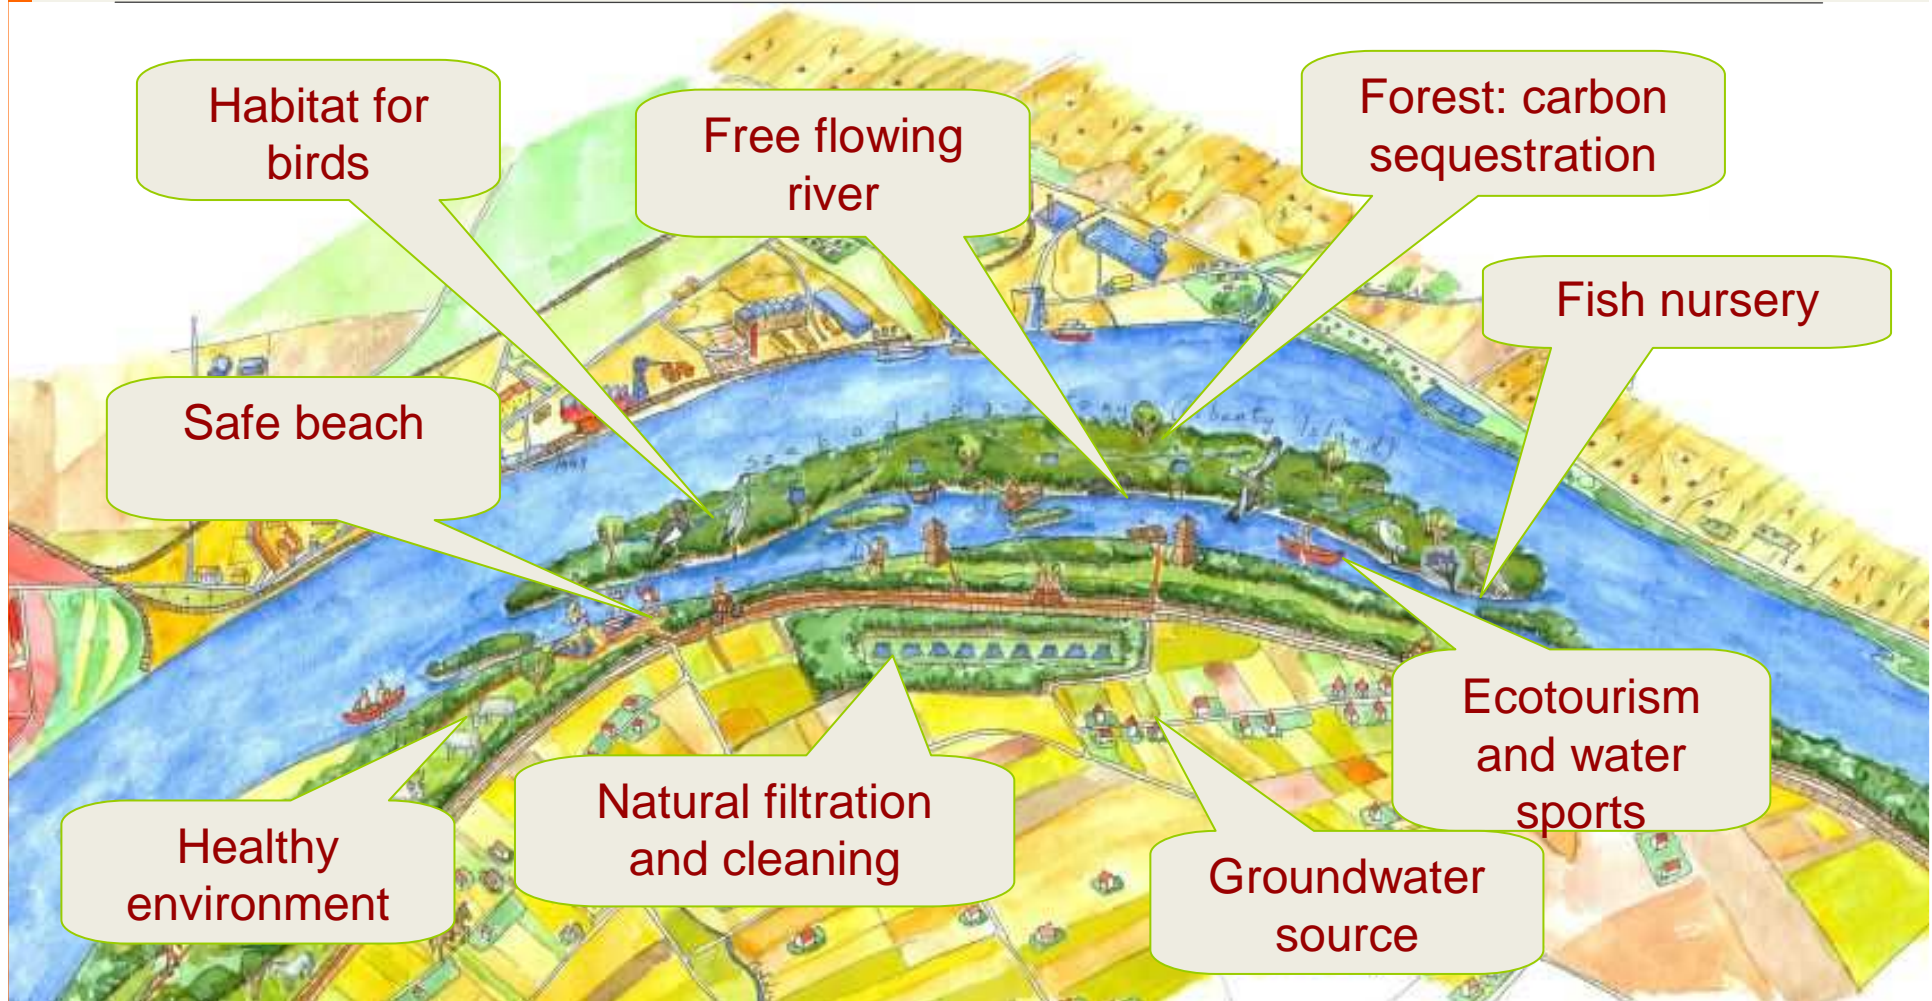 Habitat for
birds
Free flowing
river
Forest: carbon
sequestration
Fish nursery
Safe beach
Ecotourism
and water
sports
Natural filtration
and cleaning
Healthy
environment
Groundwater
source